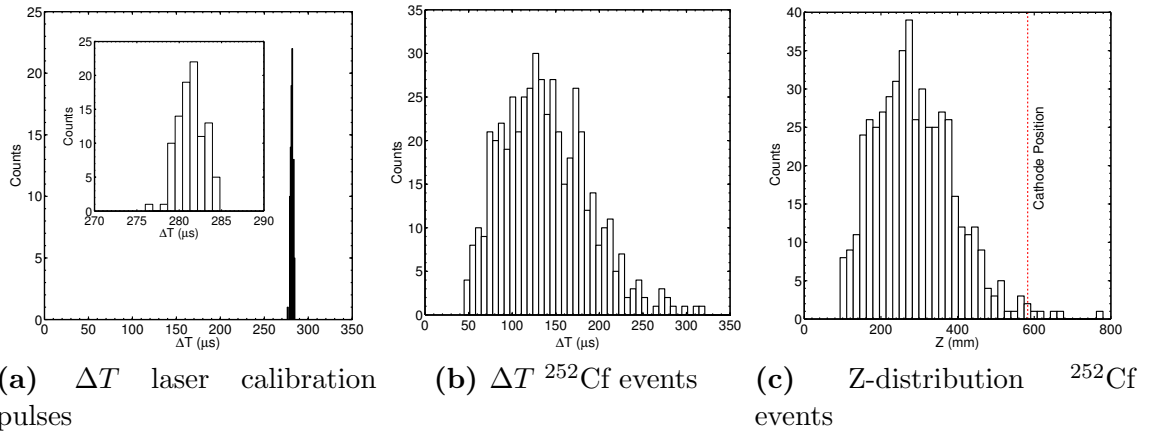 25
20
15
10
5
0
Counts
0 50 100 150 200 250 300 350
ΔT (μs)
25
20
15
10
5
0
Counts
270 275 280 285 290
ΔT (μs)
35
30
25
20
15
10
5
0
Counts
0 50 100 150 200 250 300 350
ΔT (μs)
40
35
30
25
20
15
10
5
0
Counts
Cathode Position
0 200 400 600 800
Z (mm)
(a) ΔT laser calibration
pulses
(b) ΔT ²⁵²Cf events
(c) Z-distribution ²⁵²Cf
events